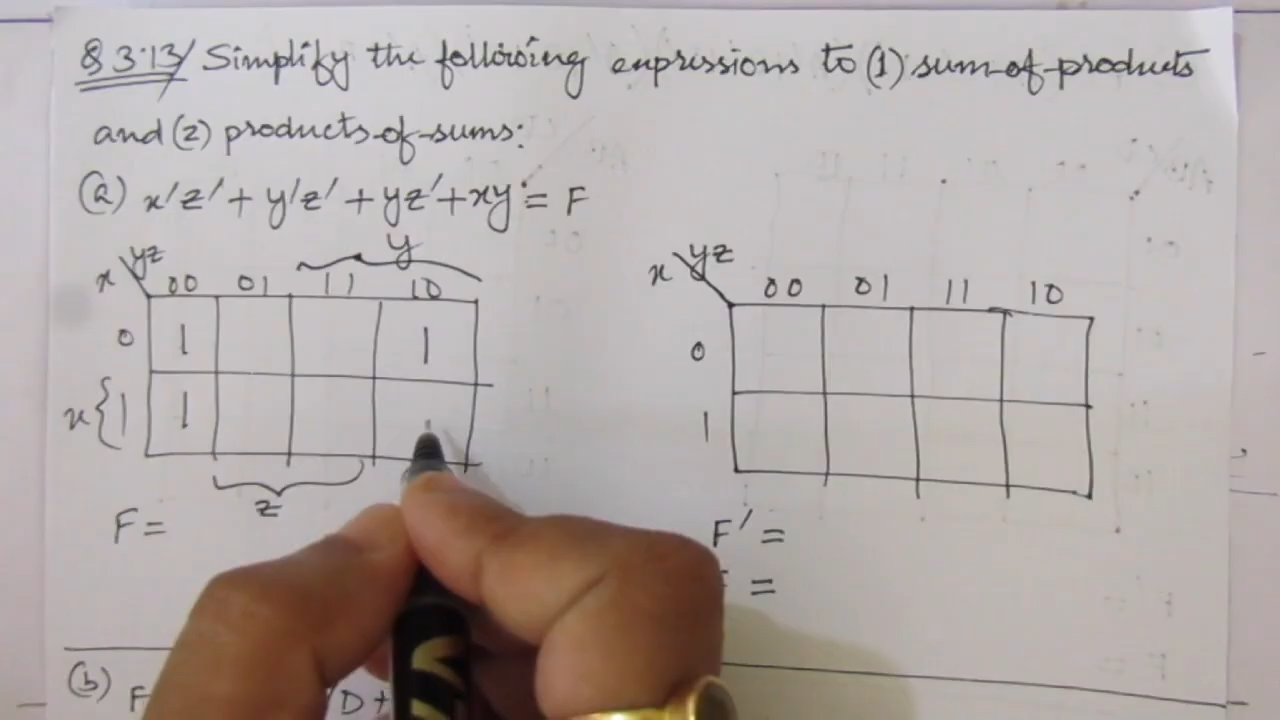 Q 3.13/ Simplify the following expressions to (1) sum-of-products
and (2) products-of-sums:
(a) x'z' + y'z' + yz' + xy = F
y
x yz
00 01 11 10
0 1 1
x { 1 1
z
F =
x yz
00 01 11 10
0
1
F' =
=
(b) F D +